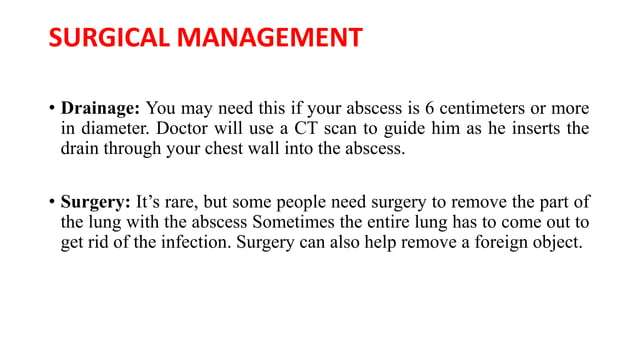 SURGICAL MANAGEMENT
• Drainage: You may need this if your abscess is 6 centimeters or more
in diameter. Doctor will use a CT scan to guide him as he inserts the
drain through your chest wall into the abscess.
• Surgery: It’s rare, but some people need surgery to remove the part of
the lung with the abscess Sometimes the entire lung has to come out to
get rid of the infection. Surgery can also help remove a foreign object.